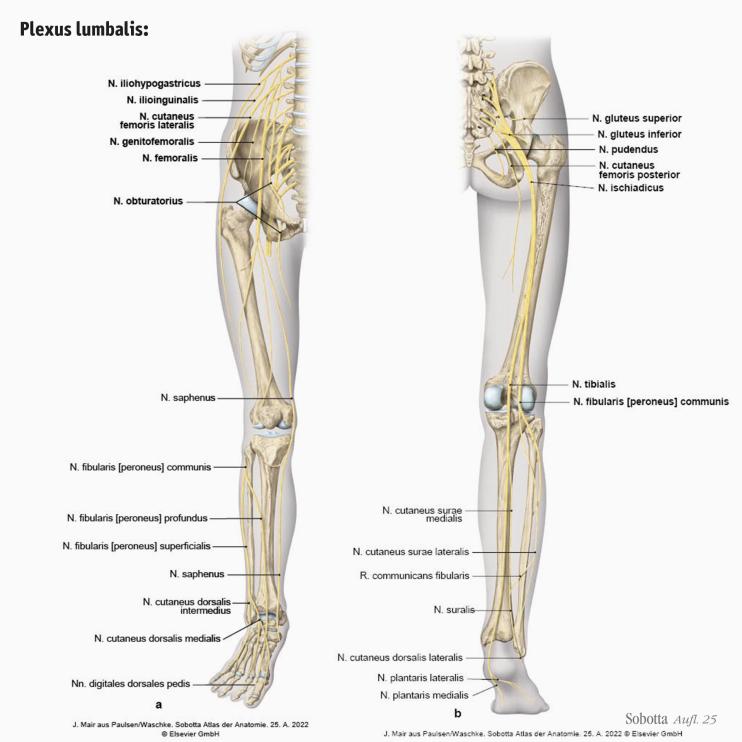 Plexus lumbalis:
N. iliohypogastricus
N. ilioinguinalis
N. cutaneus
femoris lateralis
N. genitofemoralis
N. femoralis
N. obturatorius
N. saphenus
N. fibularis [peroneus] communis
N. fibularis [peroneus] profundus
N. fibularis [peroneus] superficialis
N. saphenus
N. cutaneus dorsalis
intermedius
N. cutaneus dorsalis medialis
Nn. digitales dorsales pedis
a
J. Mair aus Paulsen/Waschke. Sobotta Atlas der Anatomie. 25. A. 2022
© Elsevier GmbH
N. gluteus superior
N. gluteus inferior
N. pudendus
N. cutaneus
femoris posterior
N. ischiadicus
N. tibialis
N. fibularis [peroneus] communis
N. cutaneus surae
medialis
N. cutaneus surae lateralis
R. communicans fibularis
N. suralis
N. cutaneus dorsalis lateralis
N. plantaris lateralis
N. plantaris medialis
b
Sobotta Aufl. 25
J. Mair aus Paulsen/Waschke. Sobotta Atlas der Anatomie. 25. A. 2022 © Elsevier GmbH